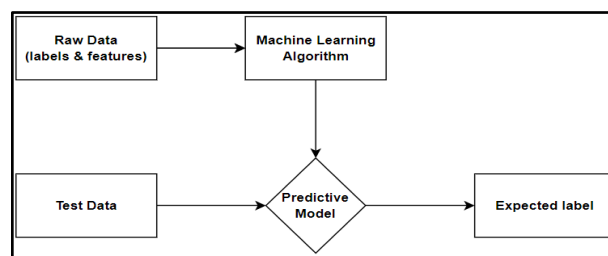 Raw Data
(labels & features)
Machine Learning
Algorithm
Test Data
Predictive
Model
Expected label